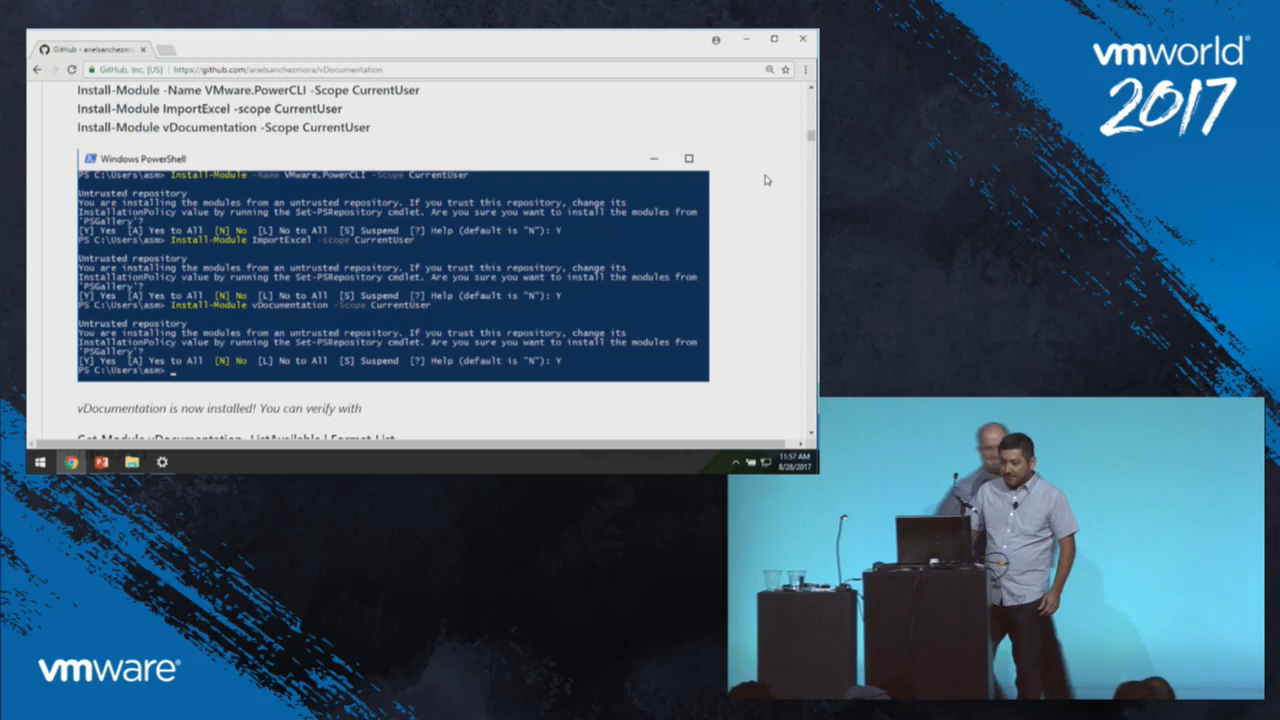 GitHub - arielsanchezmora
GitHub, Inc. [US] https://github.com/arielsanchezmora/vDocumentation
Install-Module -Name VMware.PowerCLI -Scope CurrentUser
Install-Module ImportExcel -scope CurrentUser
Install-Module vDocumentation -Scope CurrentUser
Windows PowerShell
PS C:\Users\asm> Install-Module -Name VMware.PowerCLI -Scope CurrentUser
Untrusted repository
You are installing the modules from an untrusted repository. If you trust this repository, change its
InstallationPolicy value by running the Set-PSRepository cmdlet. Are you sure you want to install the modules from
'PSGallery'?
[Y] Yes [A] Yes to All [N] No [L] No to All [S] Suspend [?] Help (default is "N"): Y
PS C:\Users\asm> Install-Module ImportExcel -scope CurrentUser
Untrusted repository
You are installing the modules from an untrusted repository. If you trust this repository, change its
InstallationPolicy value by running the Set-PSRepository cmdlet. Are you sure you want to install the modules from
'PSGallery'?
[Y] Yes [A] Yes to All [N] No [L] No to All [S] Suspend [?] Help (default is "N"): Y
PS C:\Users\asm> Install-Module vDocumentation -Scope CurrentUser
Untrusted repository
You are installing the modules from an untrusted repository. If you trust this repository, change its
InstallationPolicy value by running the Set-PSRepository cmdlet. Are you sure you want to install the modules from
'PSGallery'?
[Y] Yes [A] Yes to All [N] No [L] No to All [S] Suspend [?] Help (default is "N"): Y
PS C:\Users\asm> _
vDocumentation is now installed! You can verify with
Get-Module vDocumentation -ListAvailable | Format-List
11:57 AM
8/28/2017
vmworld®
2017
vmware®